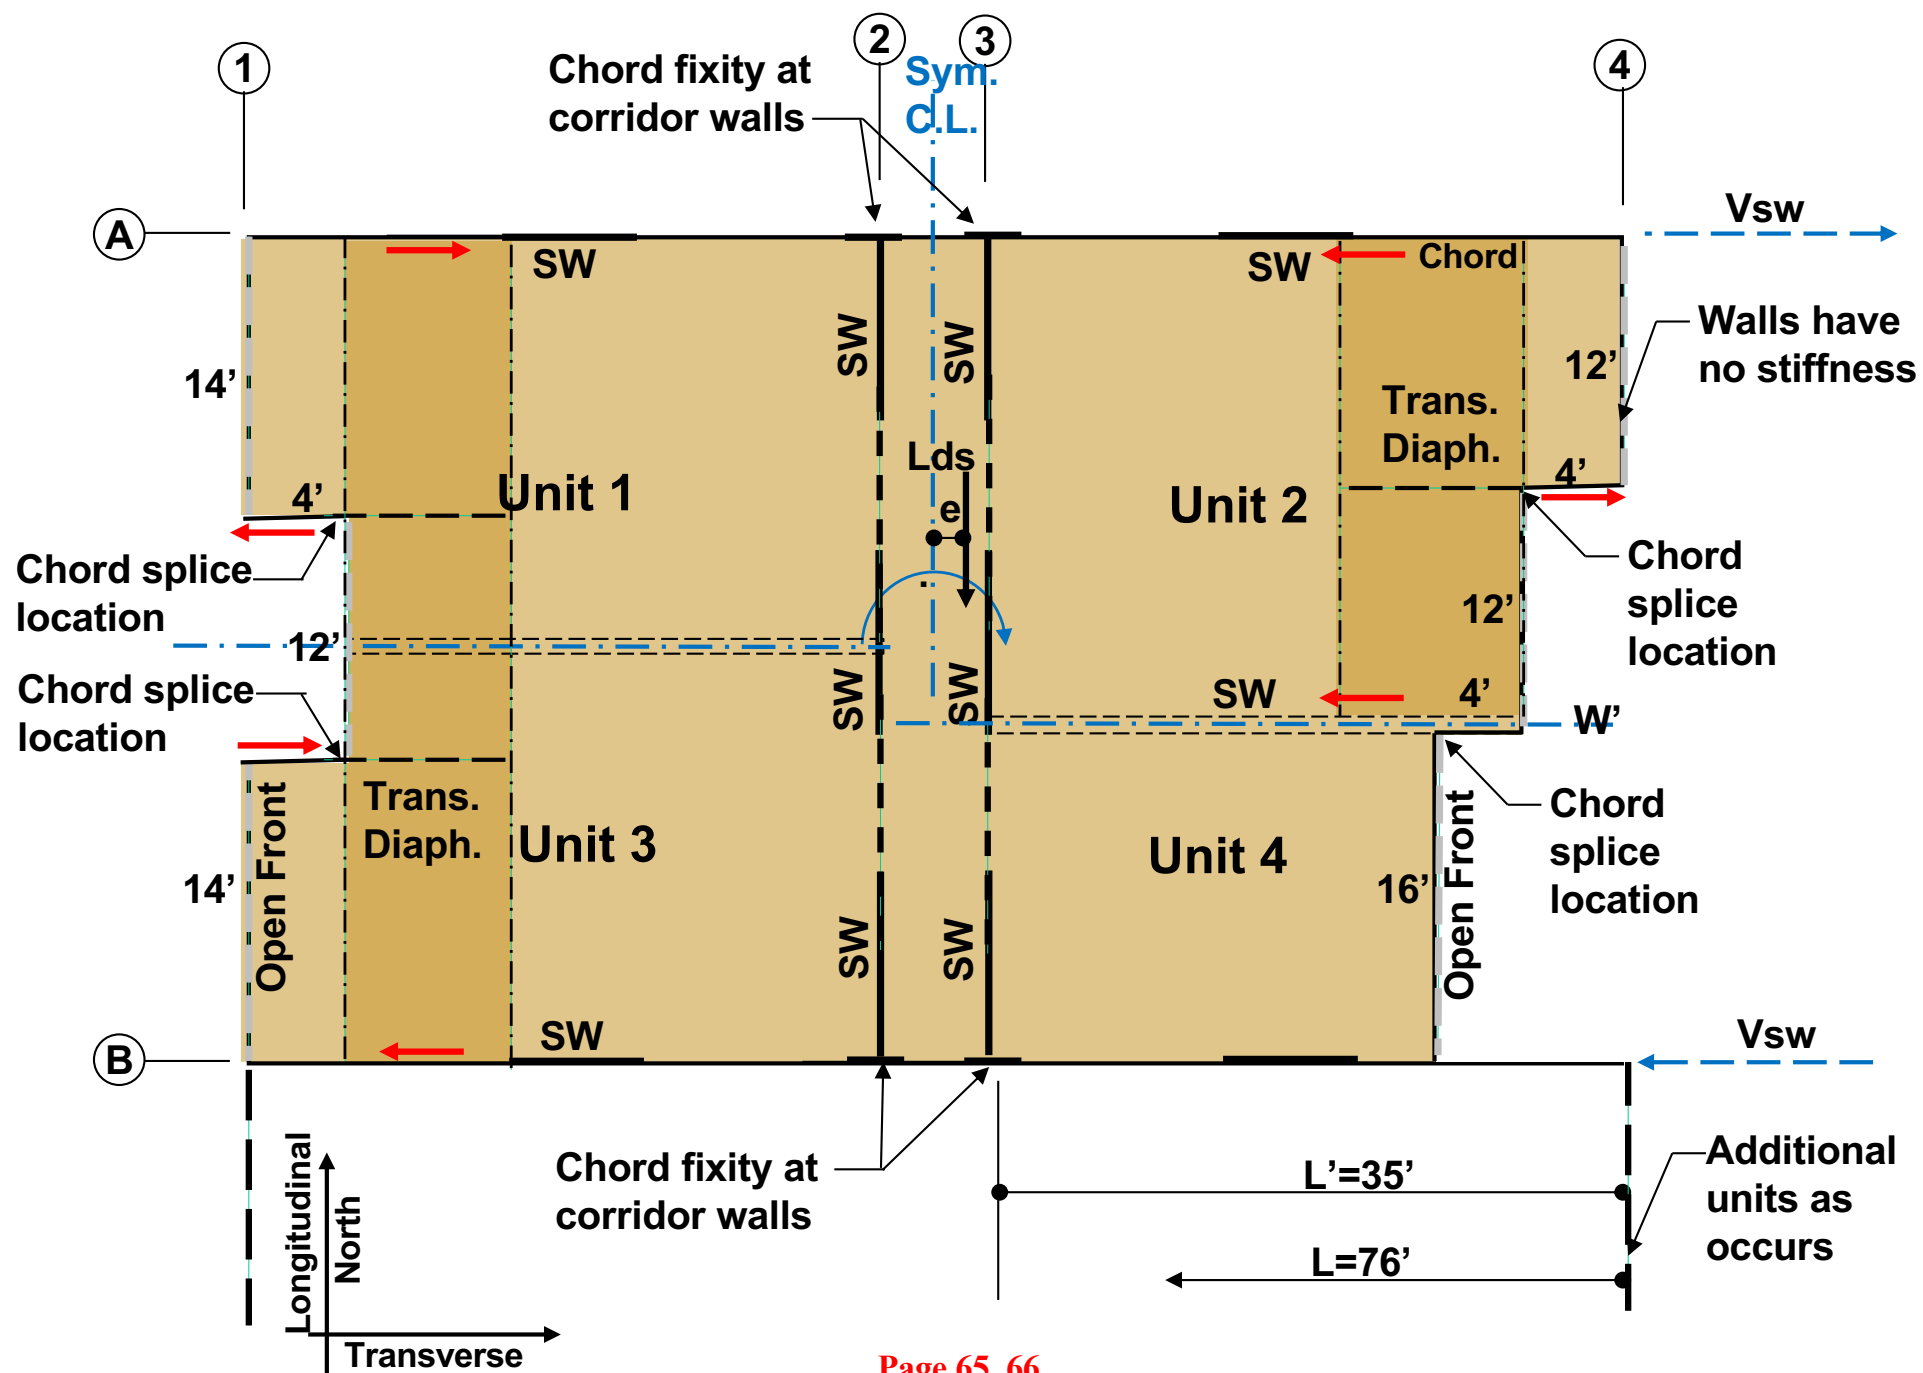 1
2
3
4
Chord fixity at
corridor walls
Sym.
C.L.
A
Vsw
SW
SW
Chord
SW
SW
Walls have
no stiffness
14’
12’
Trans.
Diaph.
Lds
4’
Unit 1
Unit 2
4’
e
.
Chord splice
location
Chord
splice
location
12’
12’
Chord splice
location
SW
SW
SW
4’
W’
Trans.
Diaph.
Open Front
Unit 3
Unit 4
14’
16’
Open Front
Chord
splice
location
SW
SW
SW
B
Vsw
Chord fixity at
corridor walls
L’=35’
Additional
units as
occurs
L=76’
Longitudinal
North
Transverse
Page 65, 66